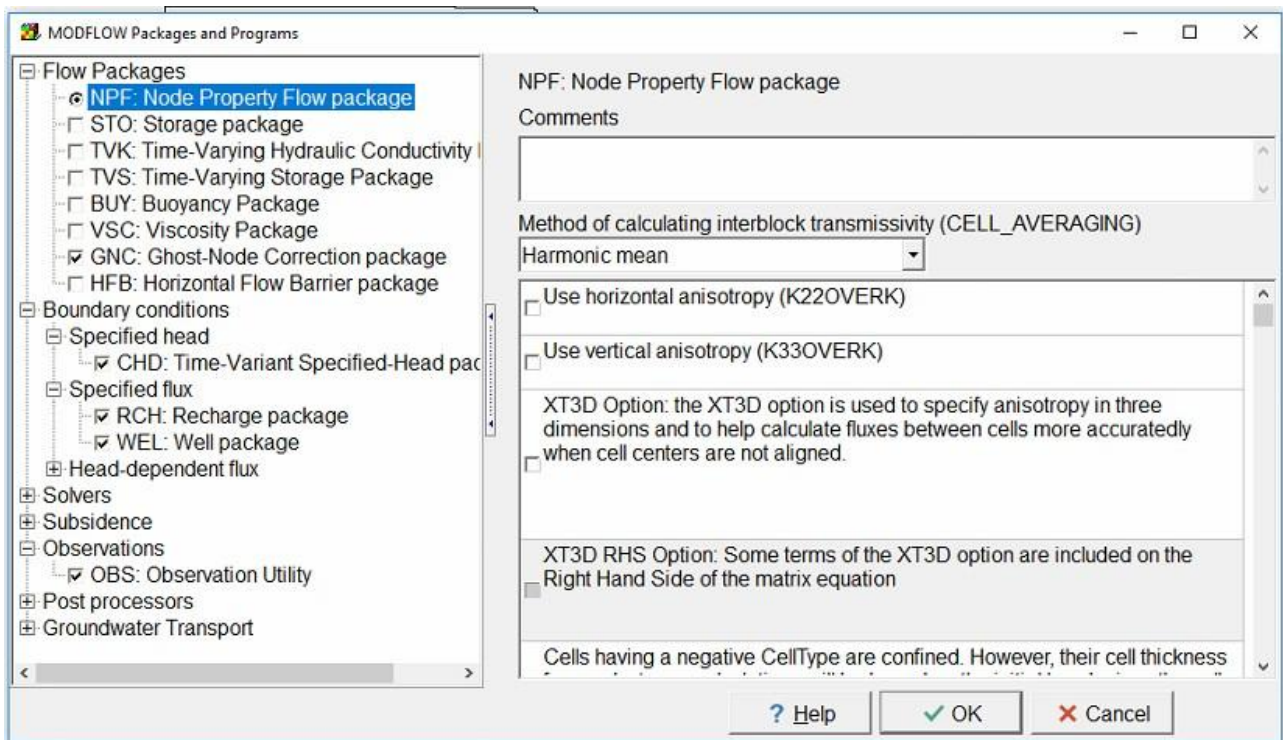 MODFLOW Packages and Programs
Flow Packages
NPF: Node Property Flow package
STO: Storage package
TVK: Time-Varying Hydraulic Conductivity
TVS: Time-Varying Storage Package
BUY: Buoyancy Package
VSC: Viscosity Package
GNC: Ghost-Node Correction package
HFB: Horizontal Flow Barrier package
Boundary conditions
Specified head
CHD: Time-Variant Specified-Head pac
Specified flux
RCH: Recharge package
WEL: Well package
Head-dependent flux
Solvers
Subsidence
Observations
OBS: Observation Utility
Post processors
Groundwater Transport
NPF: Node Property Flow package
Comments
Method of calculating interblock transmissivity (CELL_AVERAGING)
Harmonic mean
Use horizontal anisotropy (K22OVERK)
Use vertical anisotropy (K33OVERK)
XT3D Option: the XT3D option is used to specify anisotropy in three
dimensions and to help calculate fluxes between cells more accuratedly
when cell centers are not aligned.
XT3D RHS Option: Some terms of the XT3D option are included on the
Right Hand Side of the matrix equation
Cells having a negative CellType are confined. However, their cell thickness
? Help
OK
Cancel